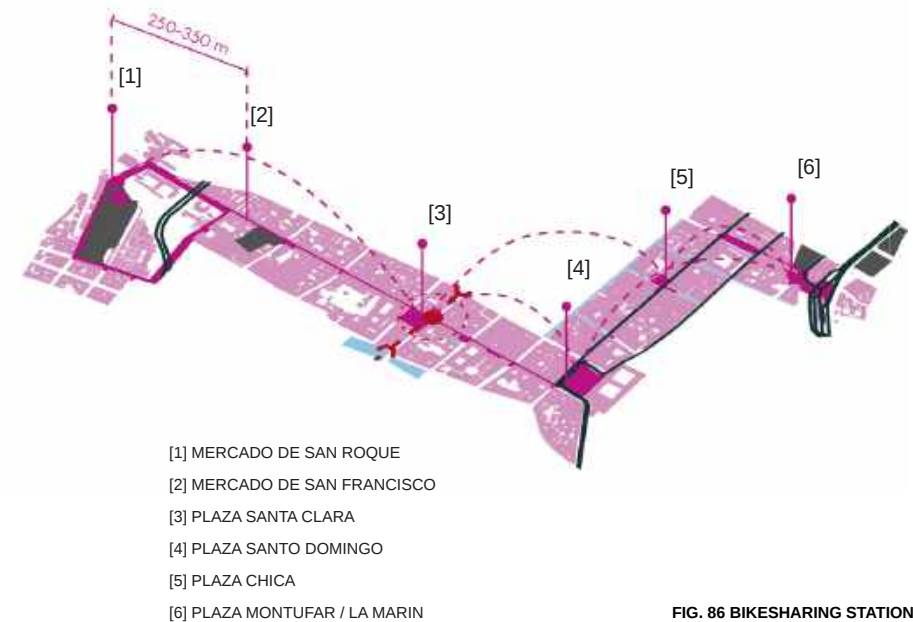 250-350 m
[1]
[2]
[3]
[4]
[5]
[6]
[1] MERCADO DE SAN ROQUE
[2] MERCADO DE SAN FRANCISCO
[3] PLAZA SANTA CLARA
[4] PLAZA SANTO DOMINGO
[5] PLAZA CHICA
[6] PLAZA MONTUFAR / LA MARIN
FIG. 86 BIKESHARING STATION